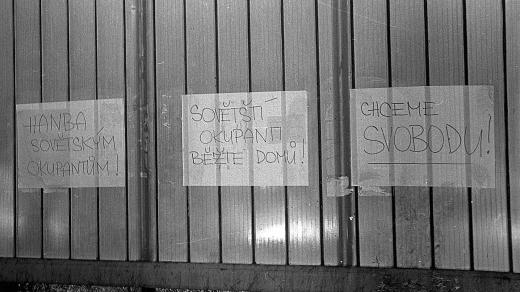 HANBA
SOVĚTSKÝM
OKUPANTŮM!
SOVĚTŠTÍ
OKUPANTI
BĚŽTE DOMŮ!
CHCEME
SVOBODU!